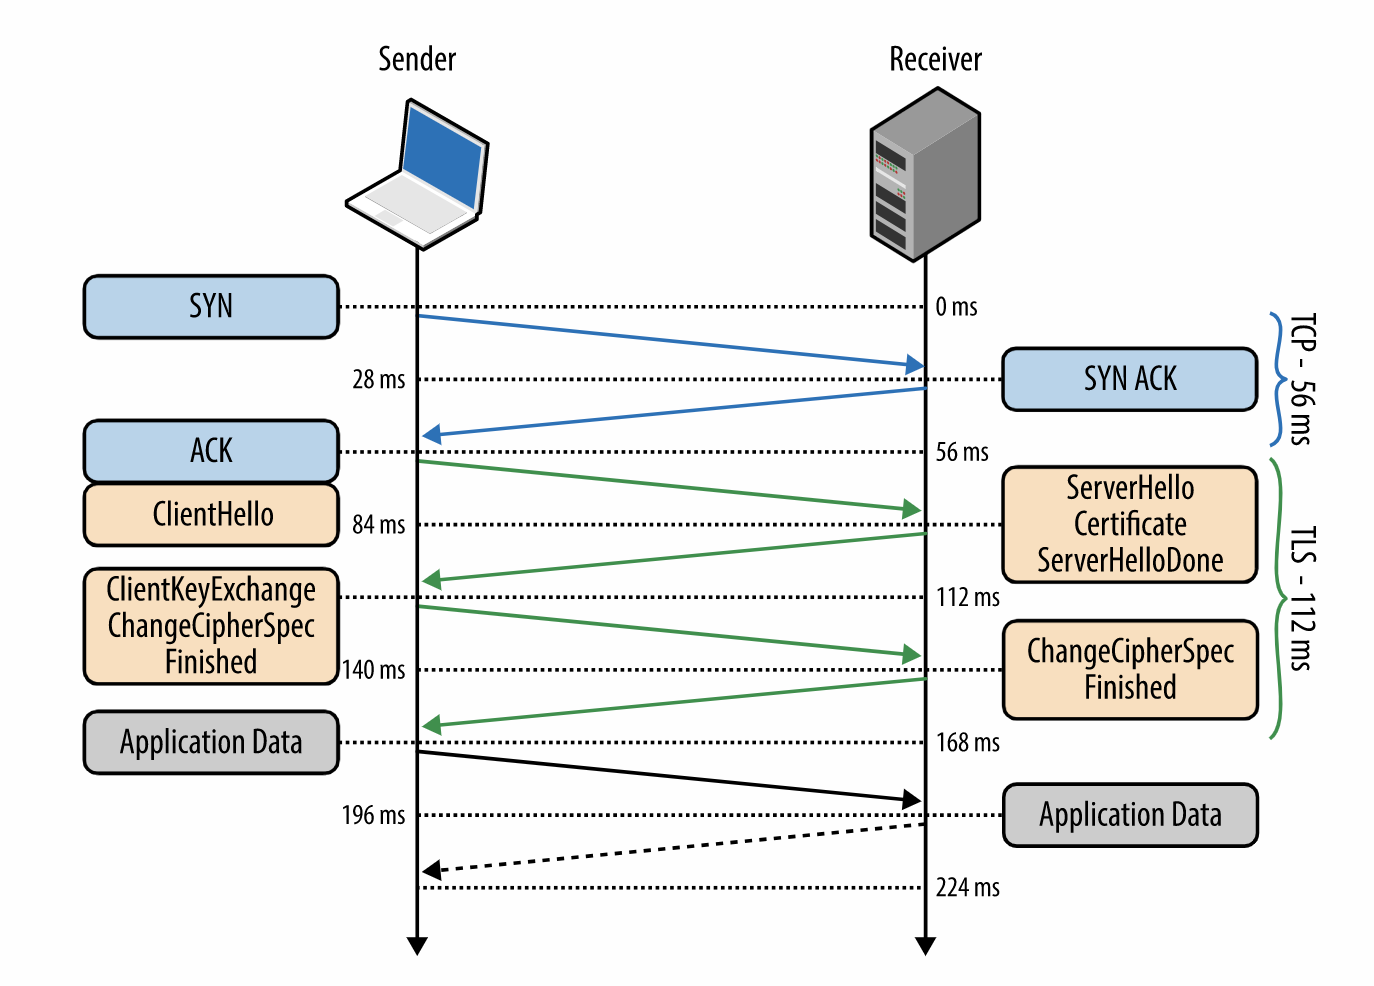 Sender
Receiver
SYN
0 ms
TCP - 56 ms
28 ms
SYN ACK
ACK
56 ms
ClientHello
84 ms
ServerHello
Certificate
ServerHelloDone
TLS - 112 ms
ClientKeyExchange
ChangeCipherSpec
Finished
112 ms
140 ms
ChangeCipherSpec
Finished
Application Data
168 ms
196 ms
Application Data
224 ms